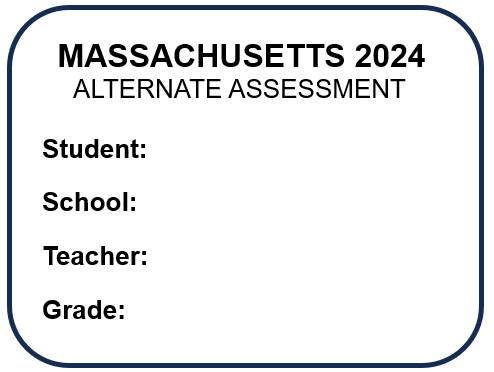 MASSACHUSETTS 2024
ALTERNATE ASSESSMENT
Student:
School:
Teacher:
Grade: